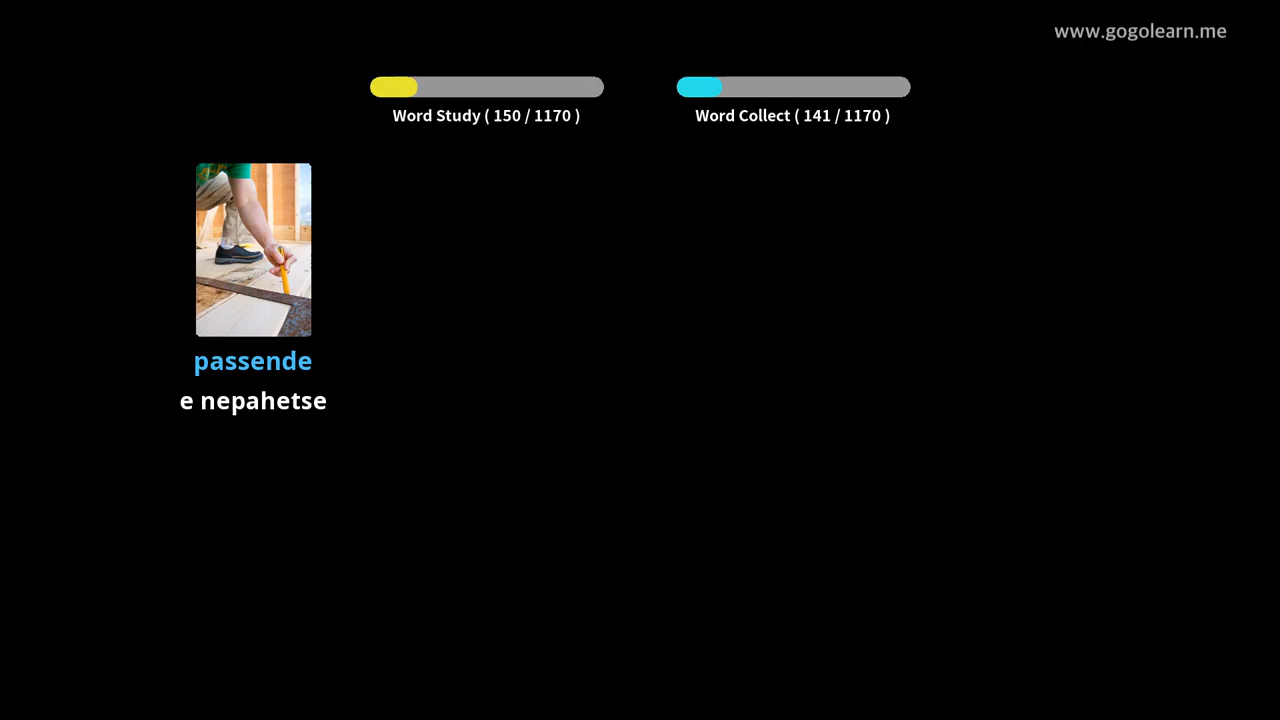 www.gogolearn.me
Word Study ( 150 / 1170 )
Word Collect ( 141 / 1170 )
passende
e nepahetse